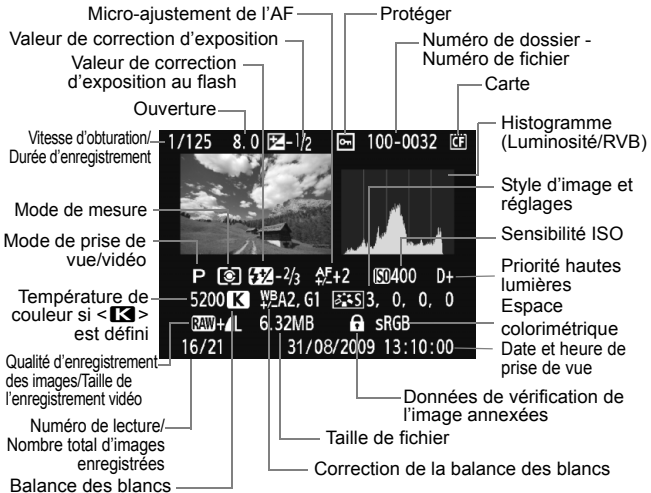 Micro-ajustement de l'AF
Protéger
Valeur de correction d'exposition
Numéro de dossier -
Numéro de fichier
Valeur de correction
d'exposition au flash
Carte
Ouverture
Histogramme
(Luminosité/RVB)
Vitesse d'obturation/
Durée d'enregistrement
1/125 8.0 -1/2 100-0032 CF
Style d'image et
réglages
Mode de mesure
Sensibilité ISO
Mode de prise de
vue/vidéo
P -2/3 AF+2 ISO400 D+
Priorité hautes
lumières
Température de
couleur si <K>
est défini
5200 K WB A2, G1 S 3, 0, 0, 0
Espace
colorimétrique
RAW+L 6.32MB sRGB
Qualité d'enregistrement
des images/Taille de
l'enregistrement vidéo
16/21 31/08/2009 13:10:00
Date et heure de
prise de vue
Données de vérification de
l'image annexées
Numéro de lecture/
Nombre total d'images
enregistrées
Taille de fichier
Correction de la balance des blancs
Balance des blancs